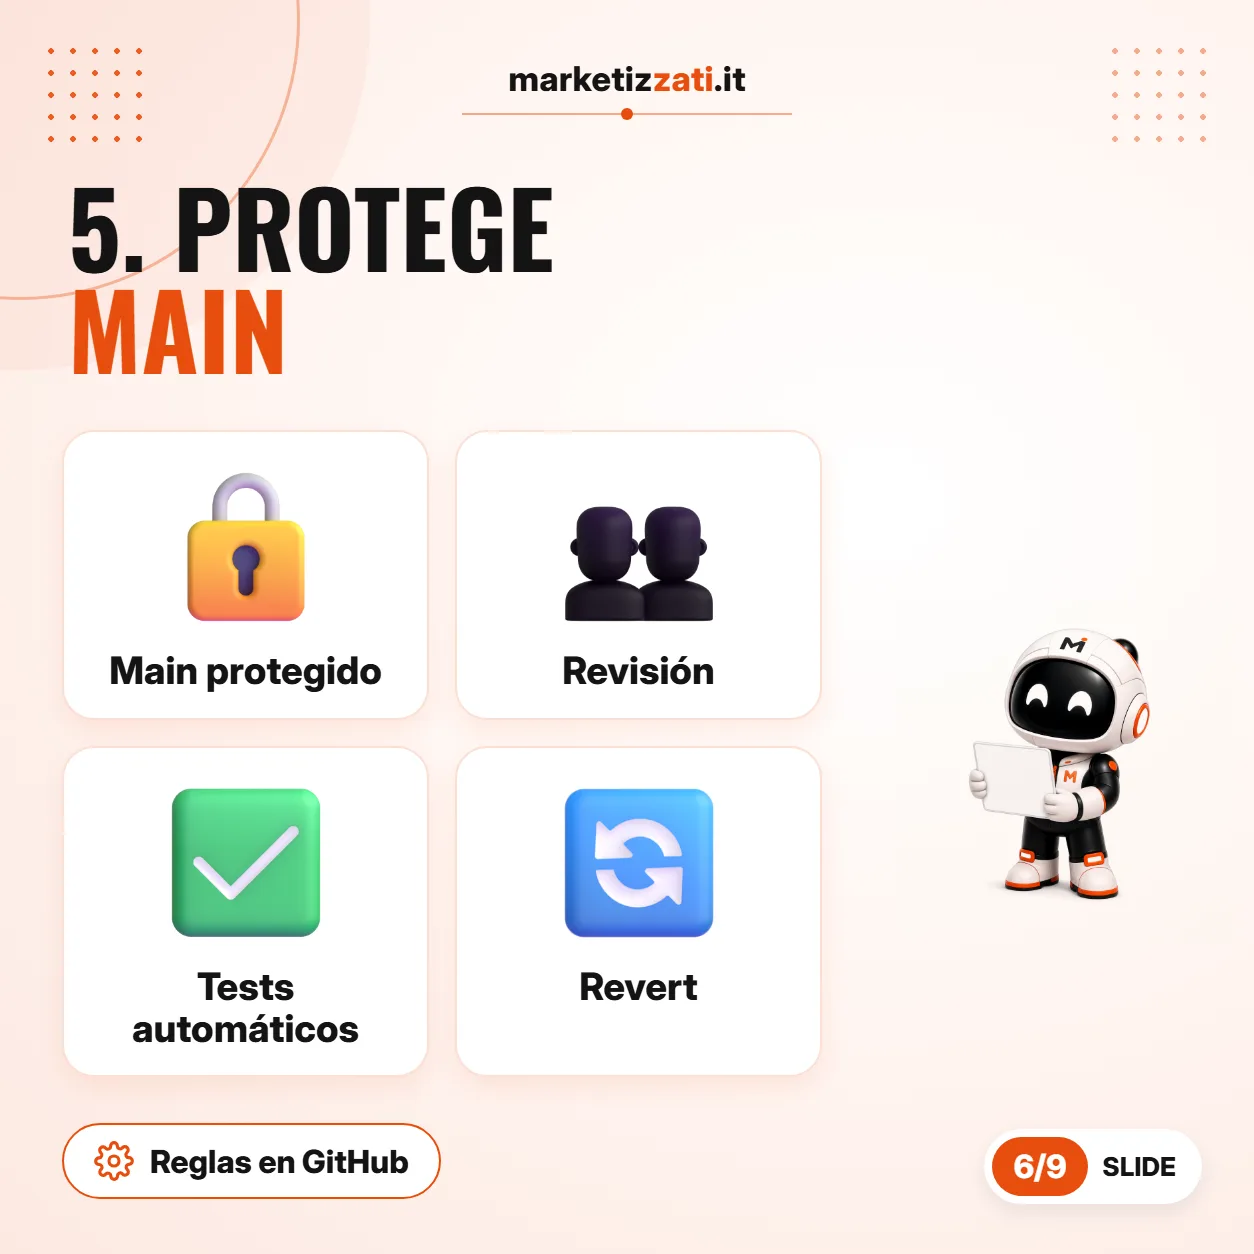 marketizzati.it
5. PROTEGE
MAIN
Main protegido
Revisión
Tests
automáticos
Revert
Reglas en GitHub
6/9 SLIDE
M
M